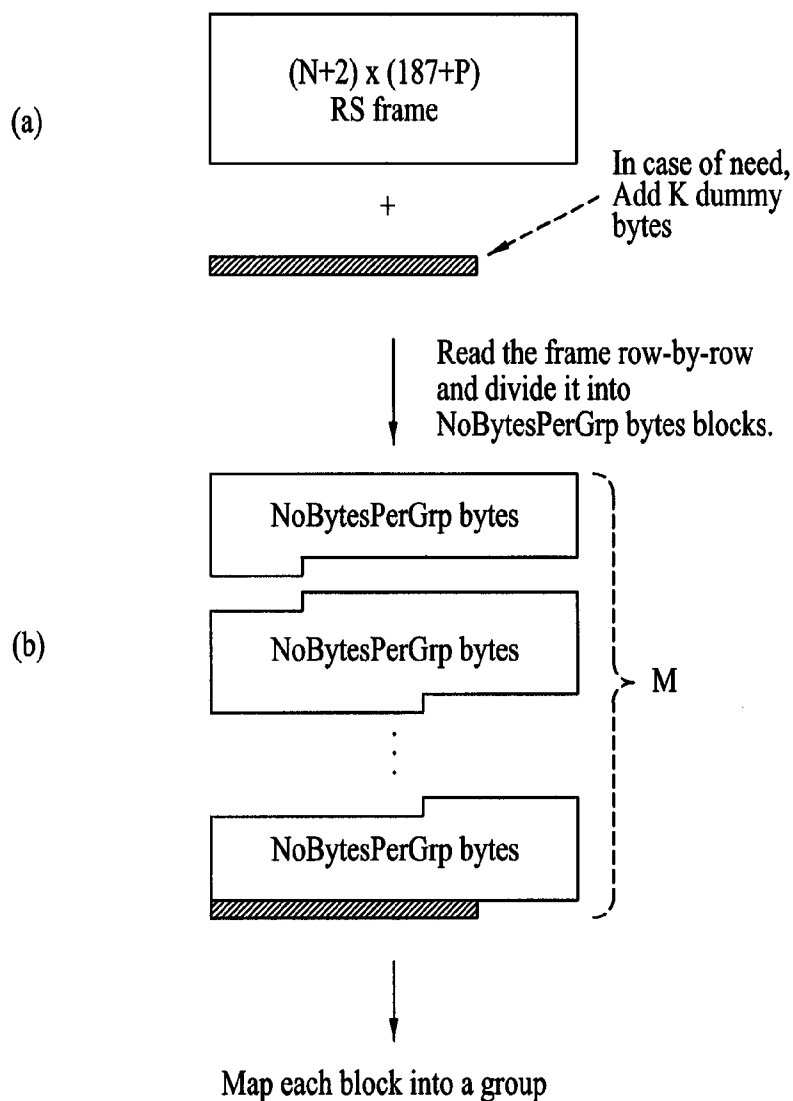 (a)
(N+2) x (187+P)
RS frame
+
In case of need,
Add K dummy
bytes
Read the frame row-by-row
and divide it into
NoBytesPerGrp bytes blocks.
(b)
NoBytesPerGrp bytes
NoBytesPerGrp bytes
M
NoBytesPerGrp bytes
Map each block into a group